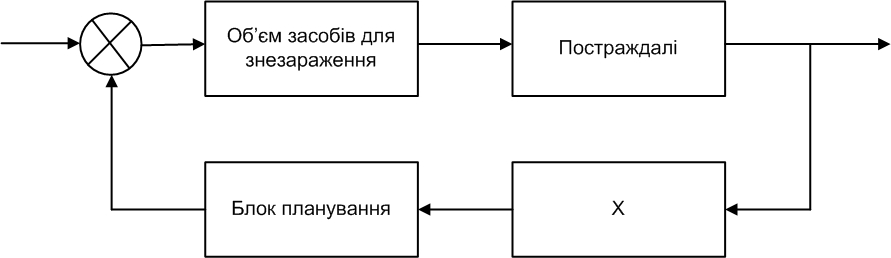 Об’єм засобів для
знезараження
Постраждалі
Блок планування
Х